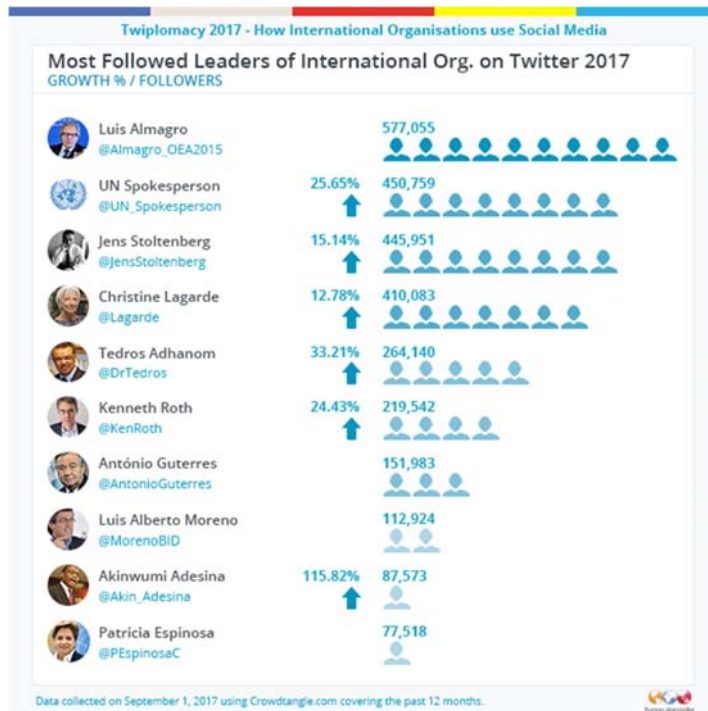 Twiplomacy 2017 - How International Organisations use Social Media
Most Followed Leaders of International Org. on Twitter 2017
GROWTH % / FOLLOWERS
Luis Almagro
@Almagro_OEA2015
577,055
UN Spokesperson
@UN_Spokesperson
25.65%
450,759
Jens Stoltenberg
@JensStoltenberg
15.14%
445,951
Christine Lagarde
@Lagarde
12.78%
410,083
Tedros Adhanom
@DrTedros
33.21%
264,140
Kenneth Roth
@KenRoth
24.43%
219,542
António Guterres
@AntonioGuterres
151,983
Luis Alberto Moreno
@MorenoBID
112,924
Akinwumi Adesina
@Akin_Adesina
115.82%
87,573
Patricia Espinosa
@PEspinosaC
77,518
Data collected on September 1, 2017 using Crowdtangle.com covering the past 12 months.